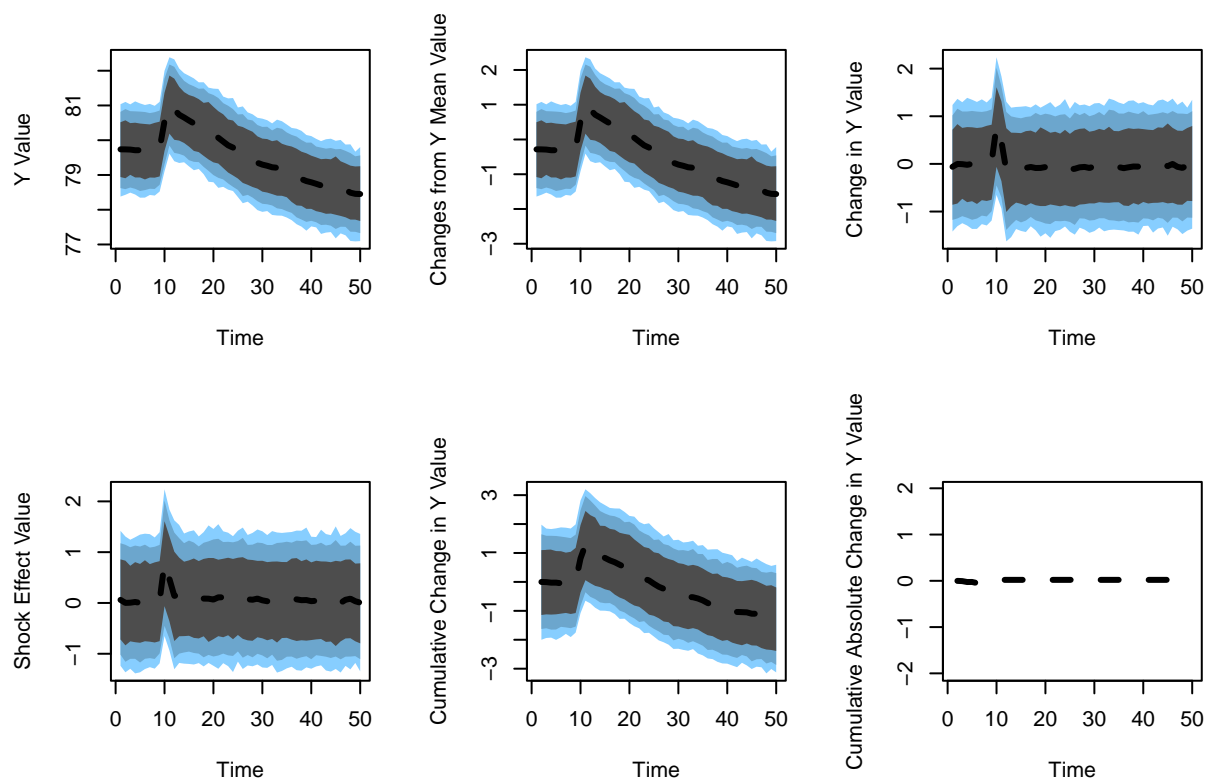 Y Value
77
79
81
0 10 20 30 40 50
Time
Changes from Y Mean Value
−3
−1
1
2
0 10 20 30 40 50
Time
Change in Y Value
−1
0
1
2
0 10 20 30 40 50
Time
Shock Effect Value
−1
0
1
2
0 10 20 30 40 50
Time
Cumulative Change in Y Value
−3
−1
1
3
0 10 20 30 40 50
Time
Cumulative Absolute Change in Y Value
−2
−1
0
1
2
0 10 20 30 40 50
Time